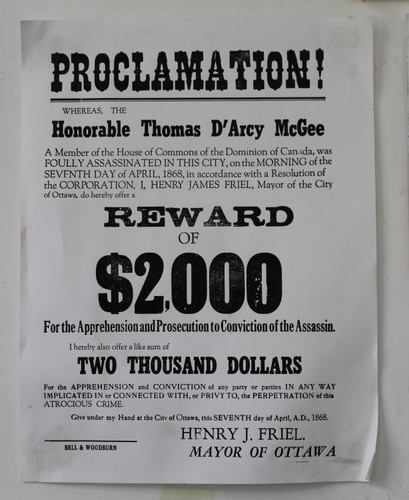 PROCLAMATION!
WHEREAS, THE
Honorable Thomas D'Arcy McGee
A Member of the House of Commons of the Dominion of Canada, was
FOULLY ASSASSINATED IN THIS CITY, on the MORNING of the
SEVENTH DAY of APRIL, 1868, in accordance with a Resolution of
the CORPORATION, I, HENRY JAMES FRIEL, Mayor of the City
of Ottawa, do hereby offer a
REWARD
OF
$2,000
For the Apprehension and Prosecution to Conviction of the Assassin.
I hereby also offer a like sum of
TWO THOUSAND DOLLARS
For the APPREHENSION and CONVICTION of any party or parties IN ANY WAY
IMPLICATED IN or CONNECTED WITH, or PRIVY TO, the PERPETRATION of this
ATROCIOUS CRIME.
Give under my Hand at the City of Ottawa, this SEVENTH day of April, A.D., 1868.
HENRY J. FRIEL.
MAYOR OF OTTAWA
BELL & WOODBURN